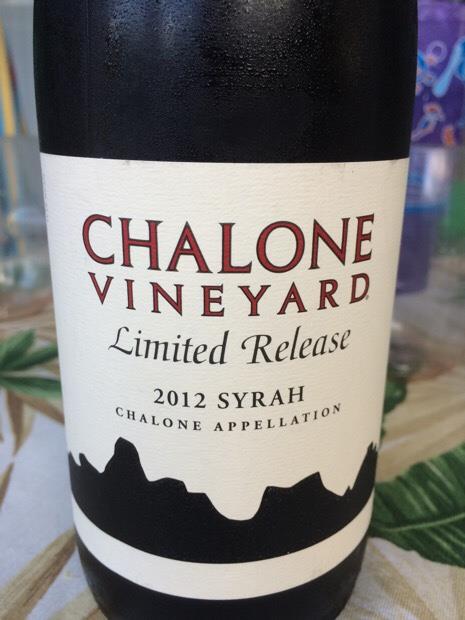 CHALONE
VINEYARD®
Limited Release
2012 SYRAH
CHALONE APPELLATION